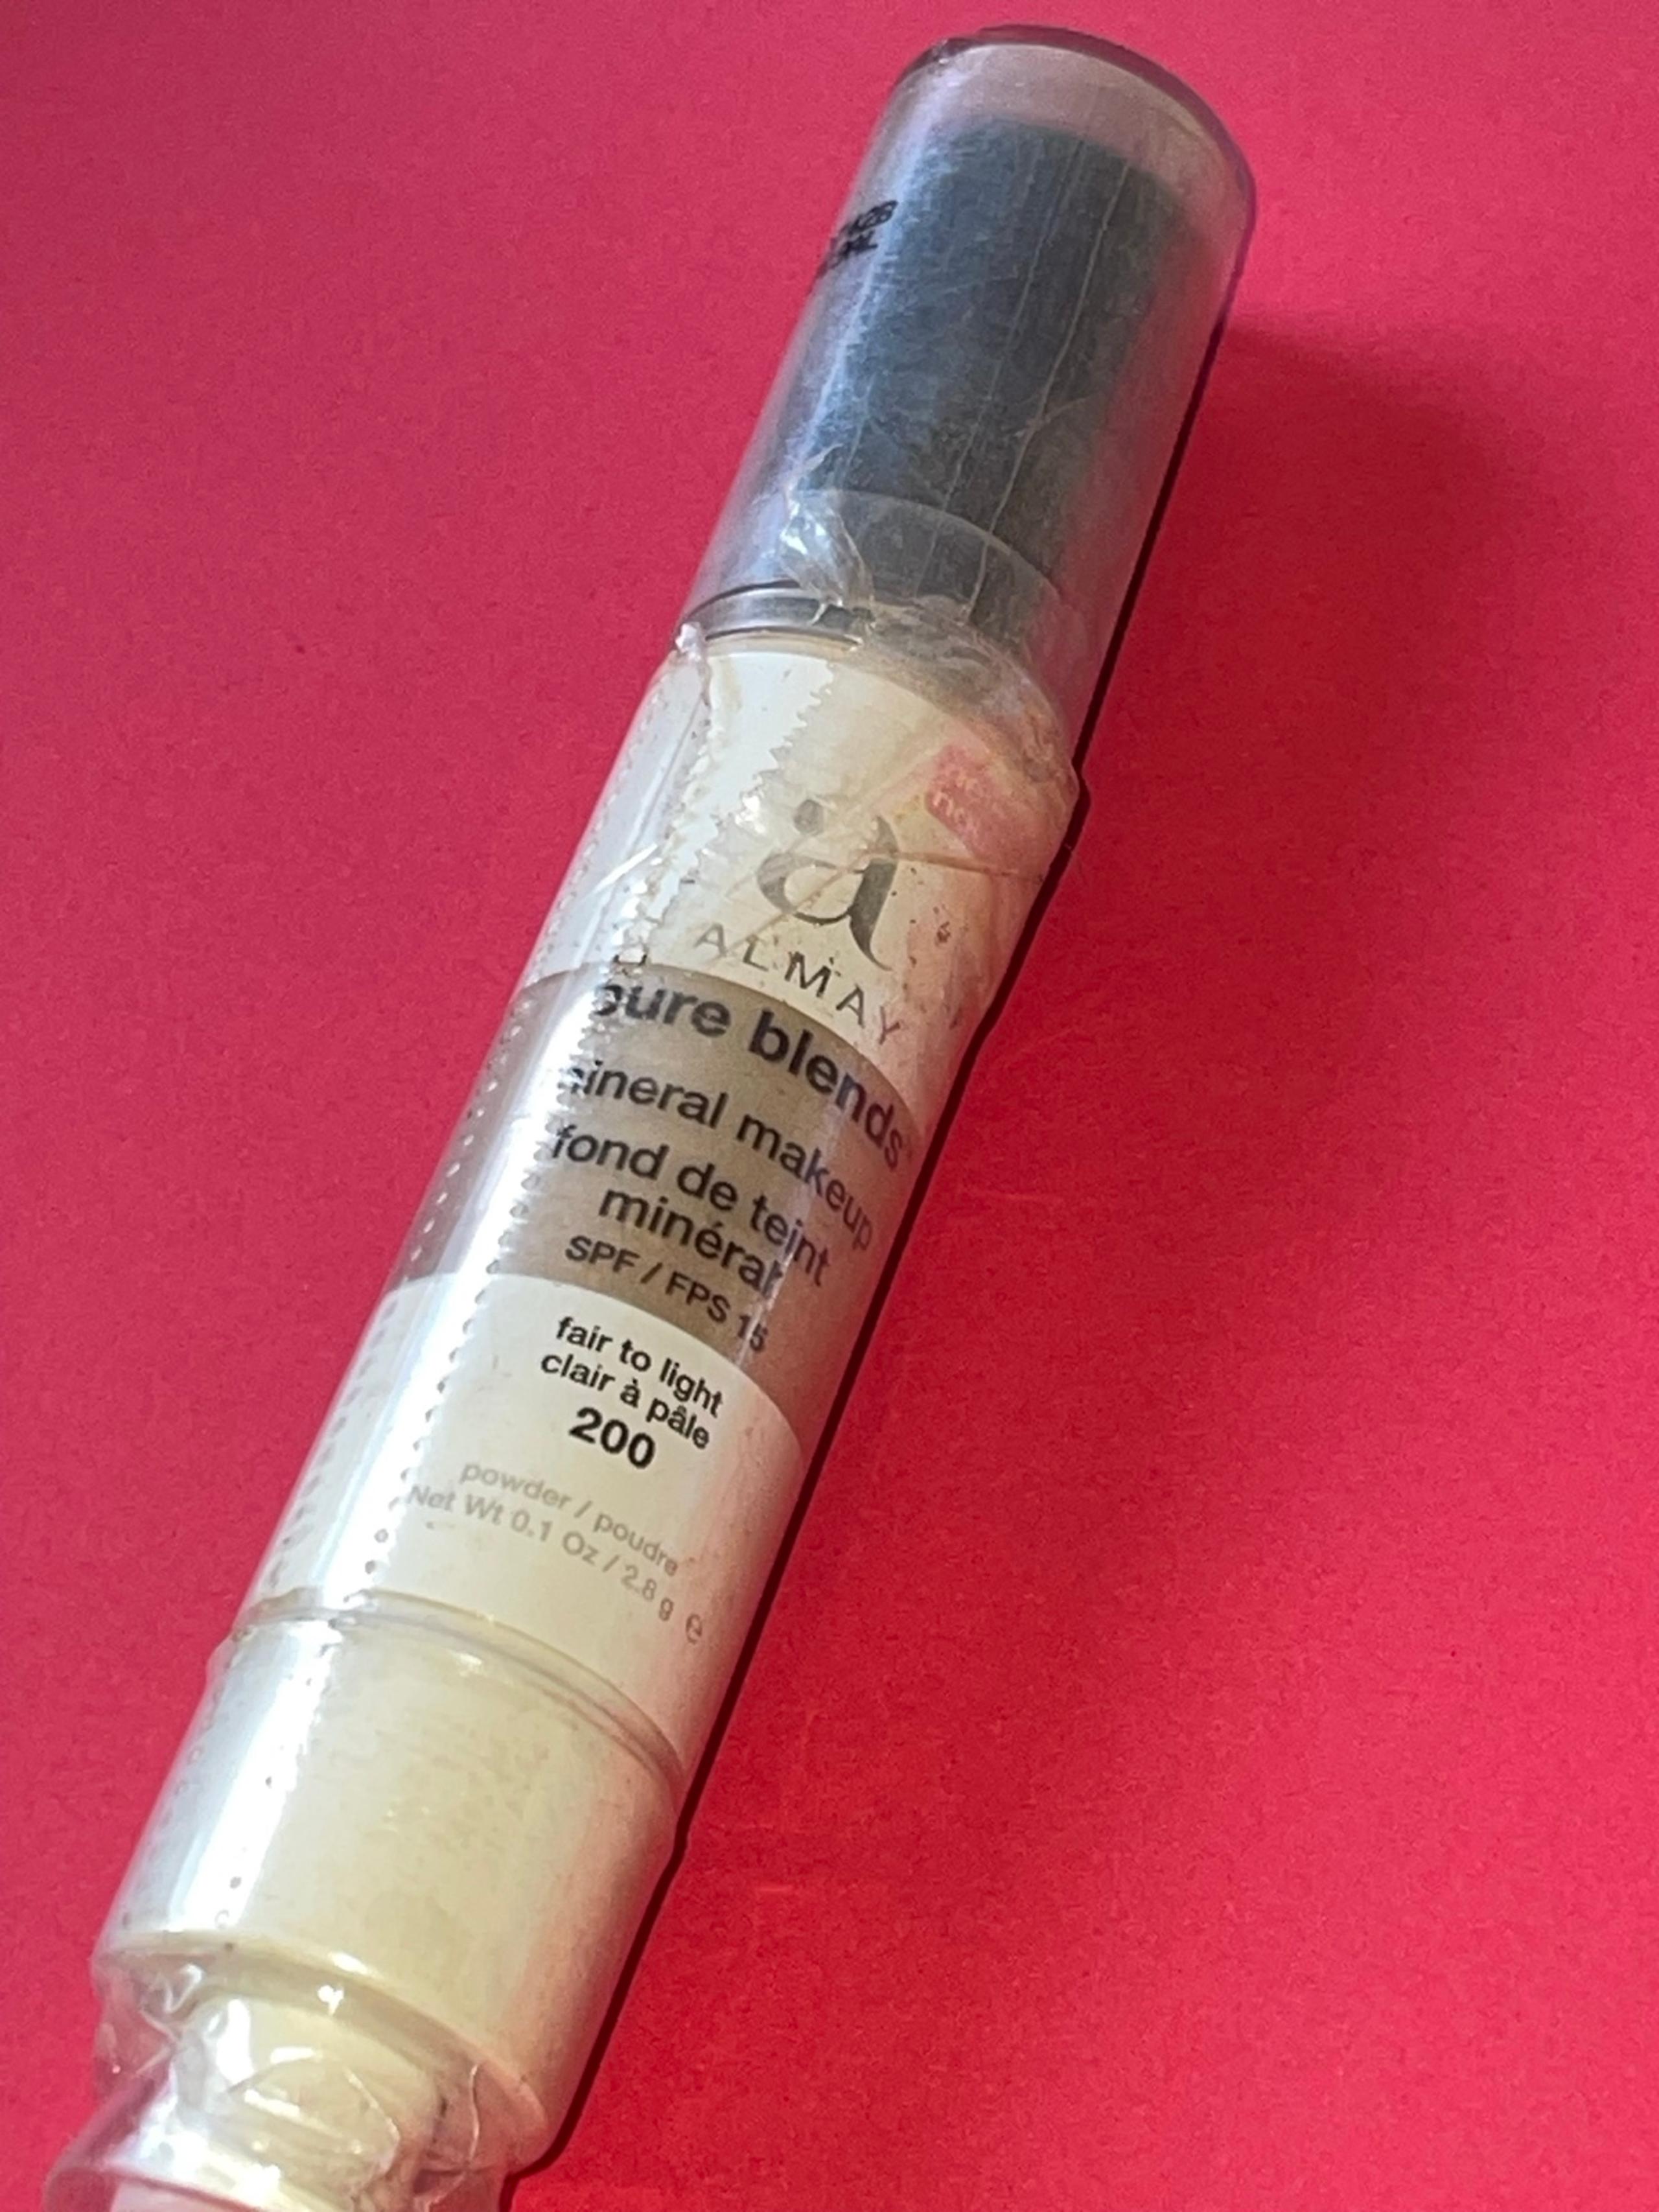 a
ALMAY
pure blends
mineral makeup
fond de teint
minéral
SPF / FPS 15
fair to light
clair à pâle
200
powder / poudre
Net Wt 0.1 Oz / 2.8 g e